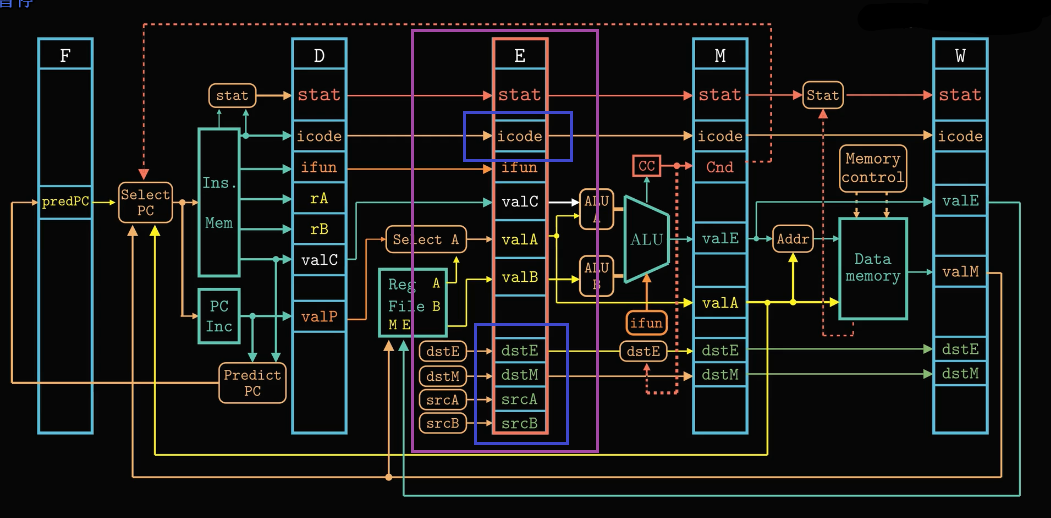 暂停
F
D
E
M
W
stat
stat
stat
stat
Stat
stat
icode
icode
icode
icode
Memory
control
ifun
ifun
CC
Cnd
predPC
Select
PC
Ins.
Mem
rA
valC
ALU
A
valE
rB
Select A
valA
ALU
valE
Addr
valC
Data
memory
Reg
File
M E
A
B
valB
ALU
B
valM
PC
Inc
valP
valA
ifun
dstE
dstE
dstE
dstE
dstE
Predict
PC
dstM
dstM
dstM
dstM
srcA
srcA
srcB
srcB